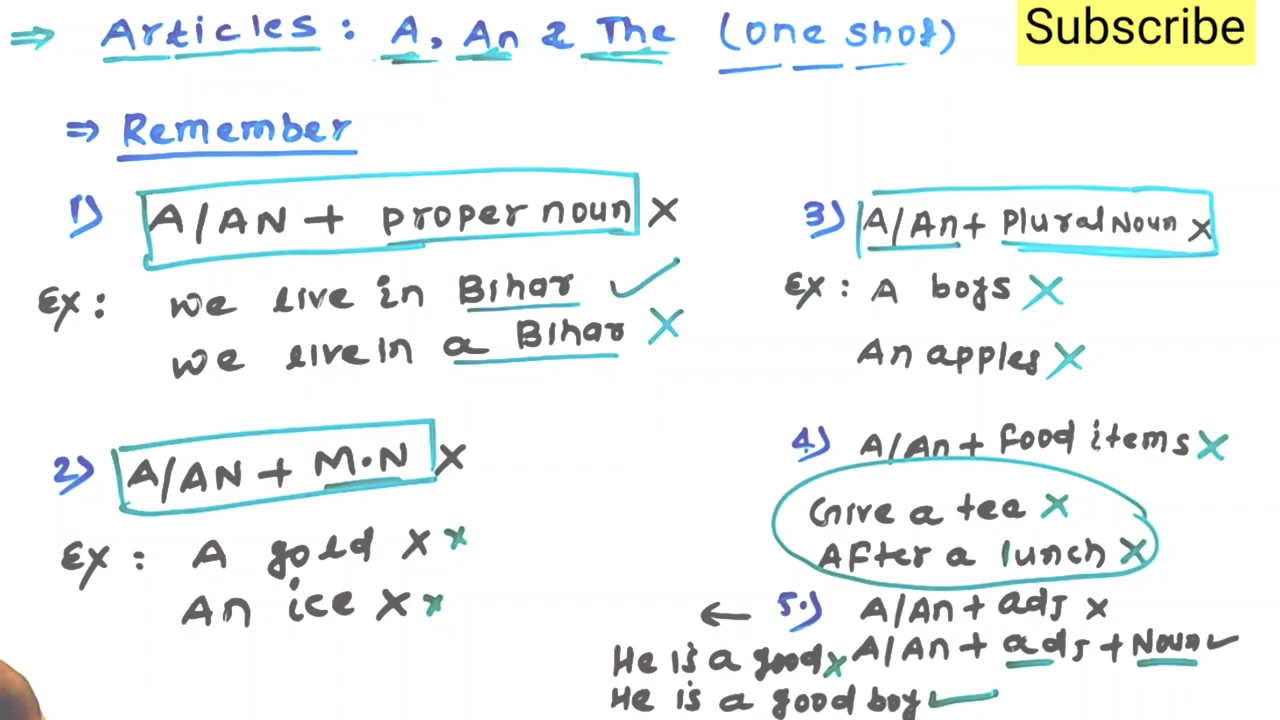 ⇒ Articles: A, An & The (one shot)
Subscribe
⇒ Remember
1) A/AN + proper noun X
Ex: we live in Bihar ✓
we live in a Bihar X
2) A/AN + M.N X
Ex: A gold X X
An ice X X
3) A/An + Plural Noun X
Ex: A boys X
An apples X
4.) A/An + Food items X
Give a tea X
After a lunch X
← 5.) A/An + adj X
A/An + adj + Noun ✓
He is a good X
He is a good boy ✓